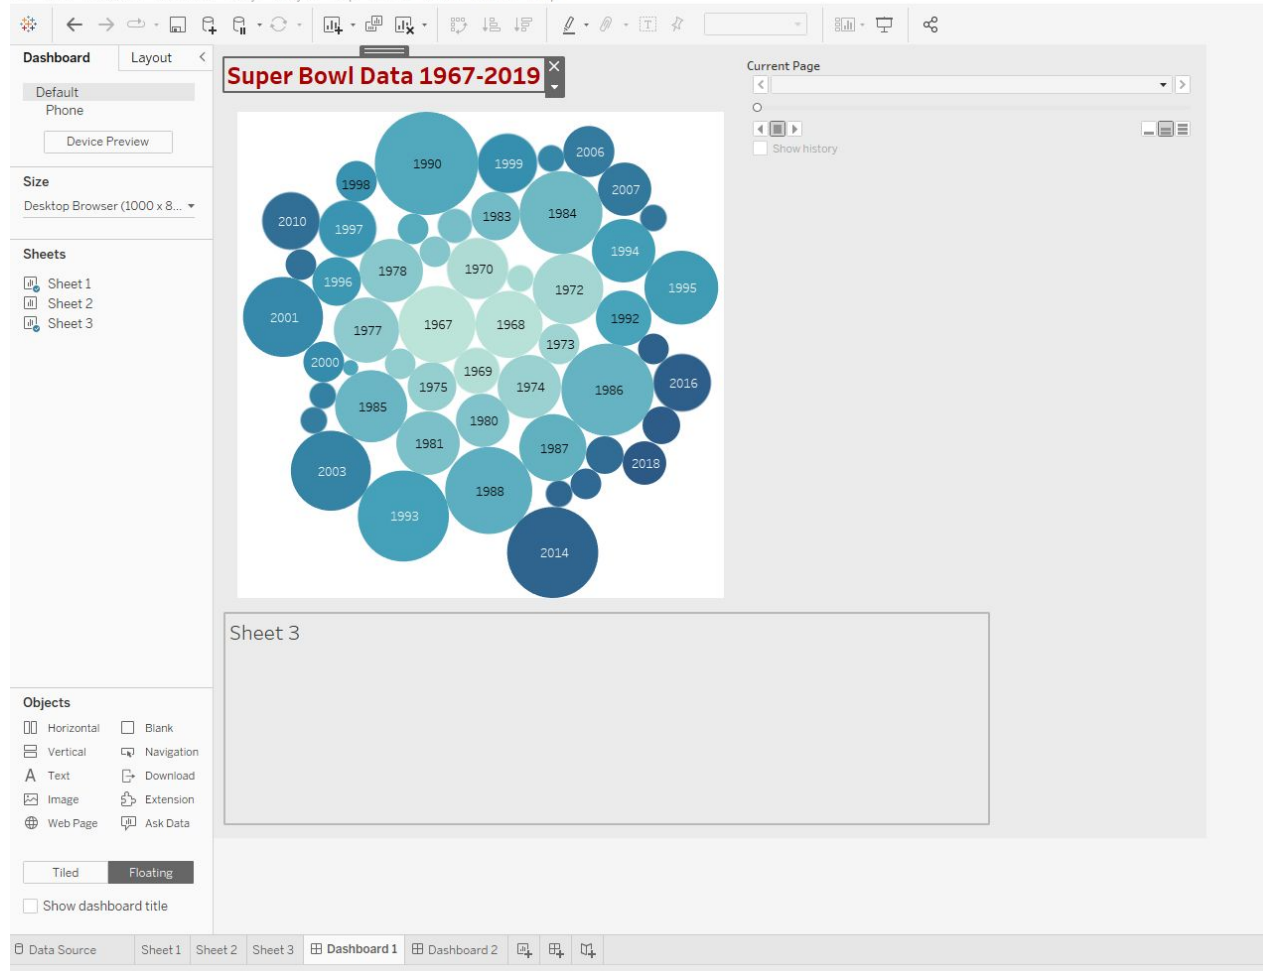 Dashboard Layout
Default
Phone
Device Preview
Size
Desktop Browser (1000 x 8...
Sheets
Sheet 1
Sheet 2
Sheet 3
Objects
Horizontal Blank
Vertical Navigation
Text Download
Image Extension
Web Page Ask Data
Tiled Floating
Show dashboard title
Super Bowl Data 1967-2019
Current Page
Show history
1990
1999
2006
1998
2007
2010
1983
1984
1997
1994
1978
1970
1996
1972
1995
2001
1977
1967
1968
1992
1973
2000
1969
1975
1974
1986
2016
1985
1980
1981
1987
2003
2018
1988
1993
2014
Sheet 3
Data Source Sheet 1 Sheet 2 Sheet 3 Dashboard 1 Dashboard 2